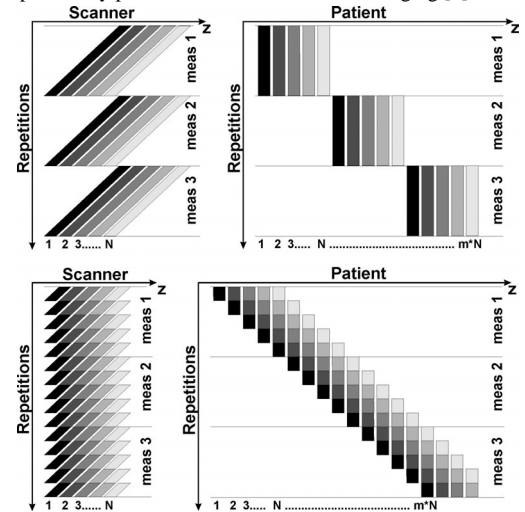 Scanner
z
Repetitions
meas 1
meas 2
meas 3
1 2 3...... N
Patient
z
Repetitions
meas 1
meas 2
meas 3
1 2 3..... N .................................. m*N
Scanner
z
Repetitions
meas 1
meas 2
meas 3
1 2 3...... N
Patient
z
Repetitions
meas 1
meas 2
meas 3
1 2 3..... N .................................. m*N